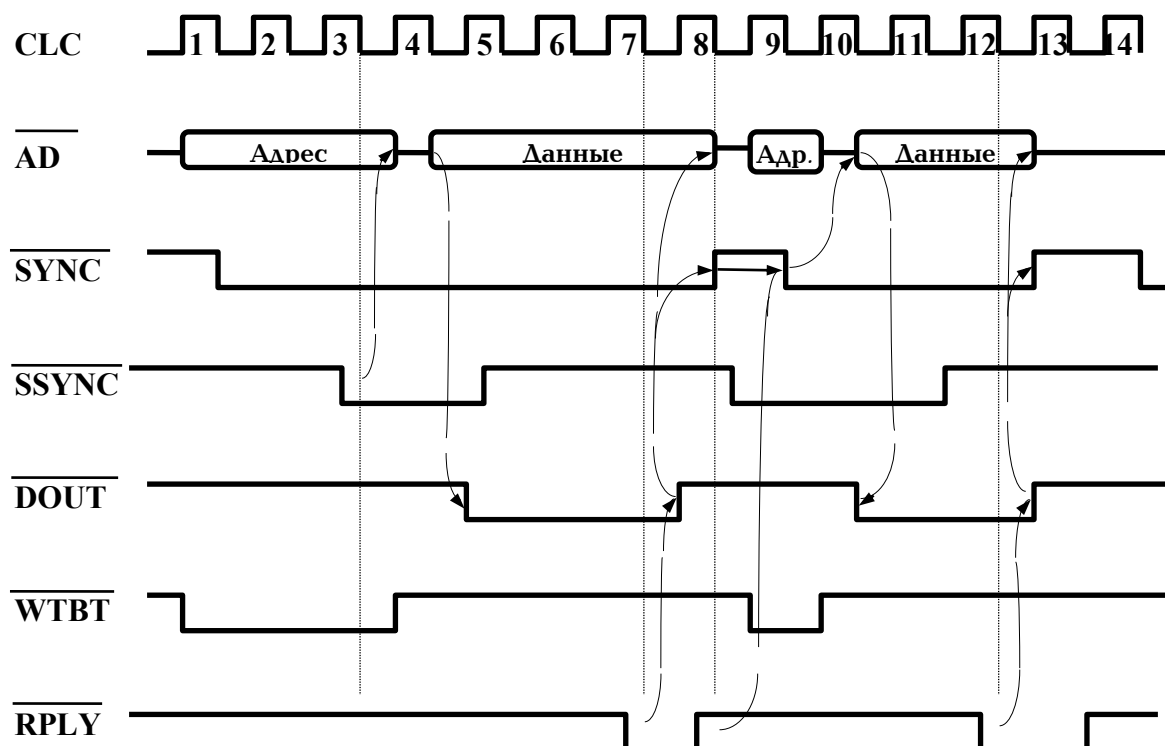 CLC 1 2 3 4 5 6 7 8 9 10 11 12 13 14
AD Адрес Данные Адр. Данные
SYNC
SSYNC
DOUT
WTBT
RPLY